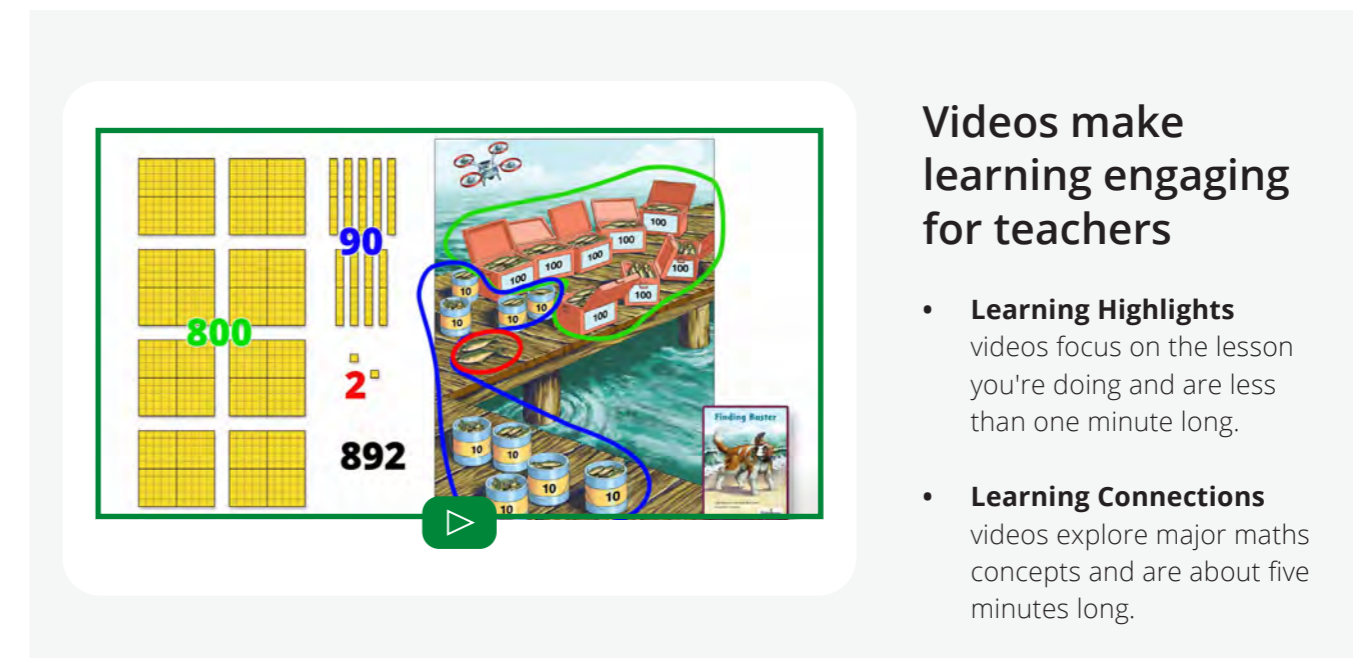 90
800
2
892
100
100
100
100
100
100
100
100
10
10
10
10
10
10
10
10
10
Finding Buster
Videos make
learning engaging
for teachers
• Learning Highlights
videos focus on the lesson
you're doing and are less
than one minute long.
• Learning Connections
videos explore major maths
concepts and are about five
minutes long.